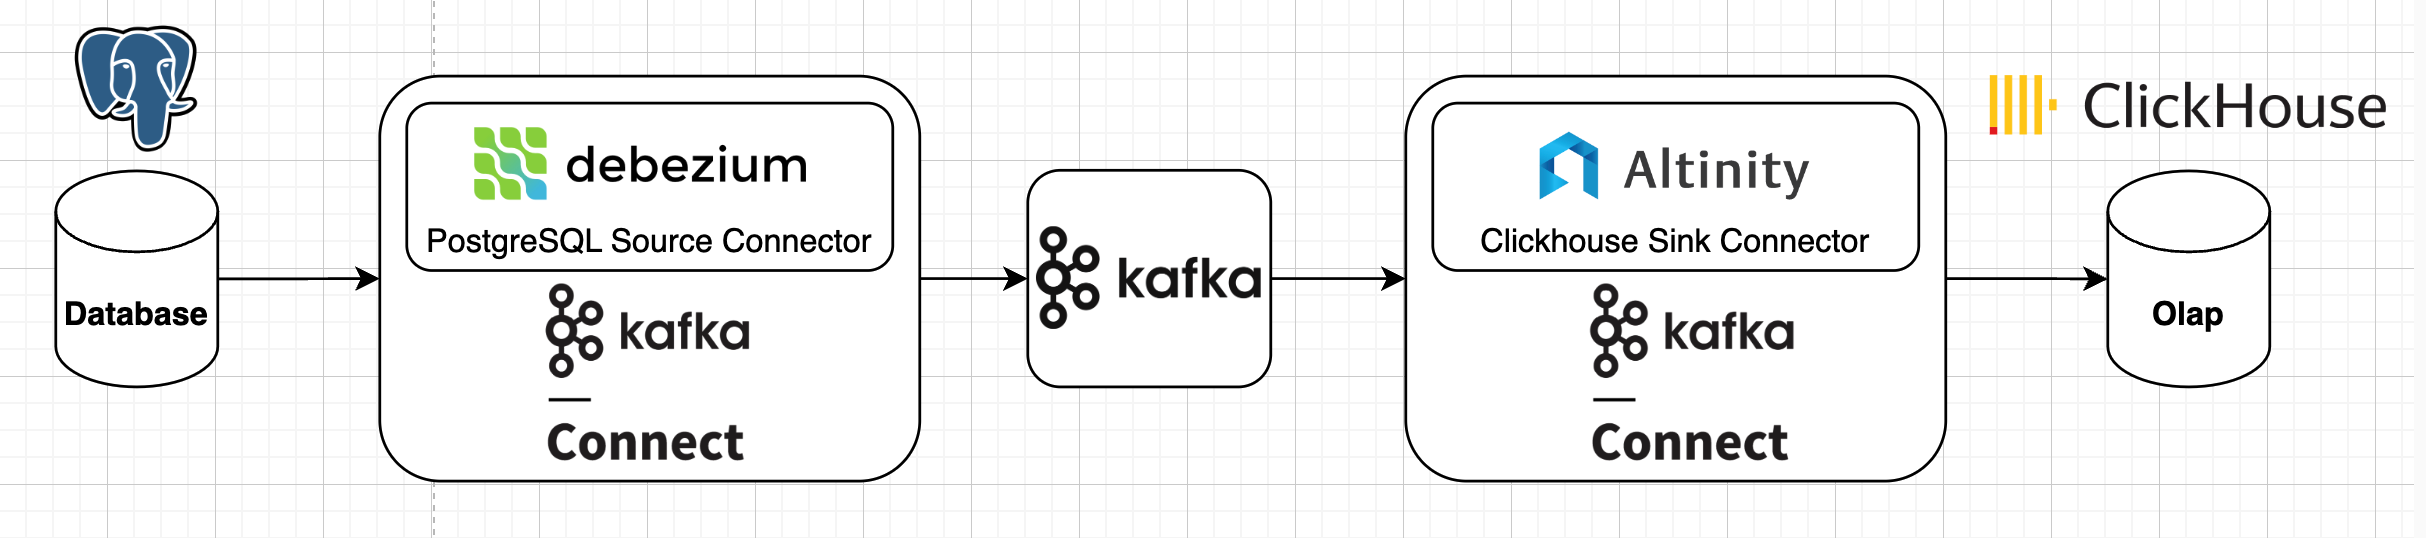 Database
debezium
PostgreSQL Source Connector
kafka
Connect
kafka
Altinity
Clickhouse Sink Connector
kafka
Connect
ClickHouse
Olap